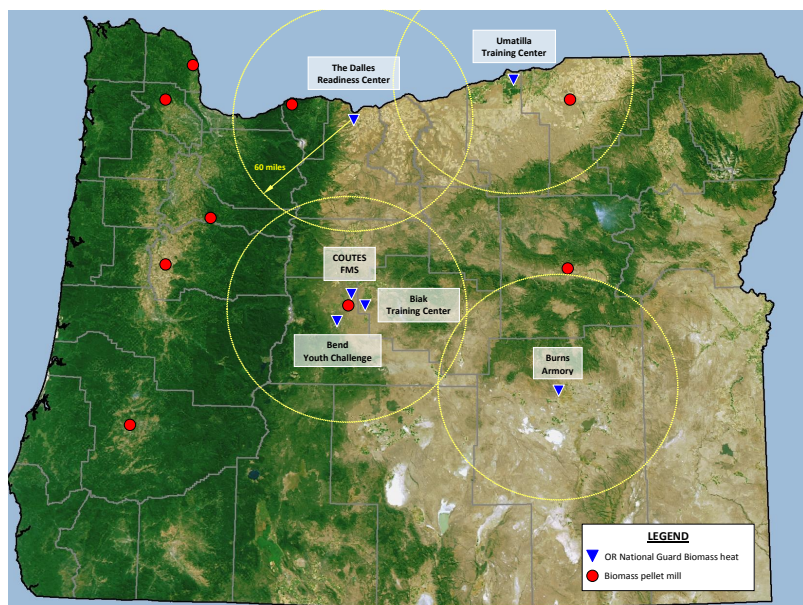 Umatilla
Training Center
The Dalles
Readiness Center
60 miles
COUTES
FMS
Biak
Training Center
Bend
Youth Challenge
Burns
Armory
LEGEND
OR National Guard Biomass heat
Biomass pellet mill